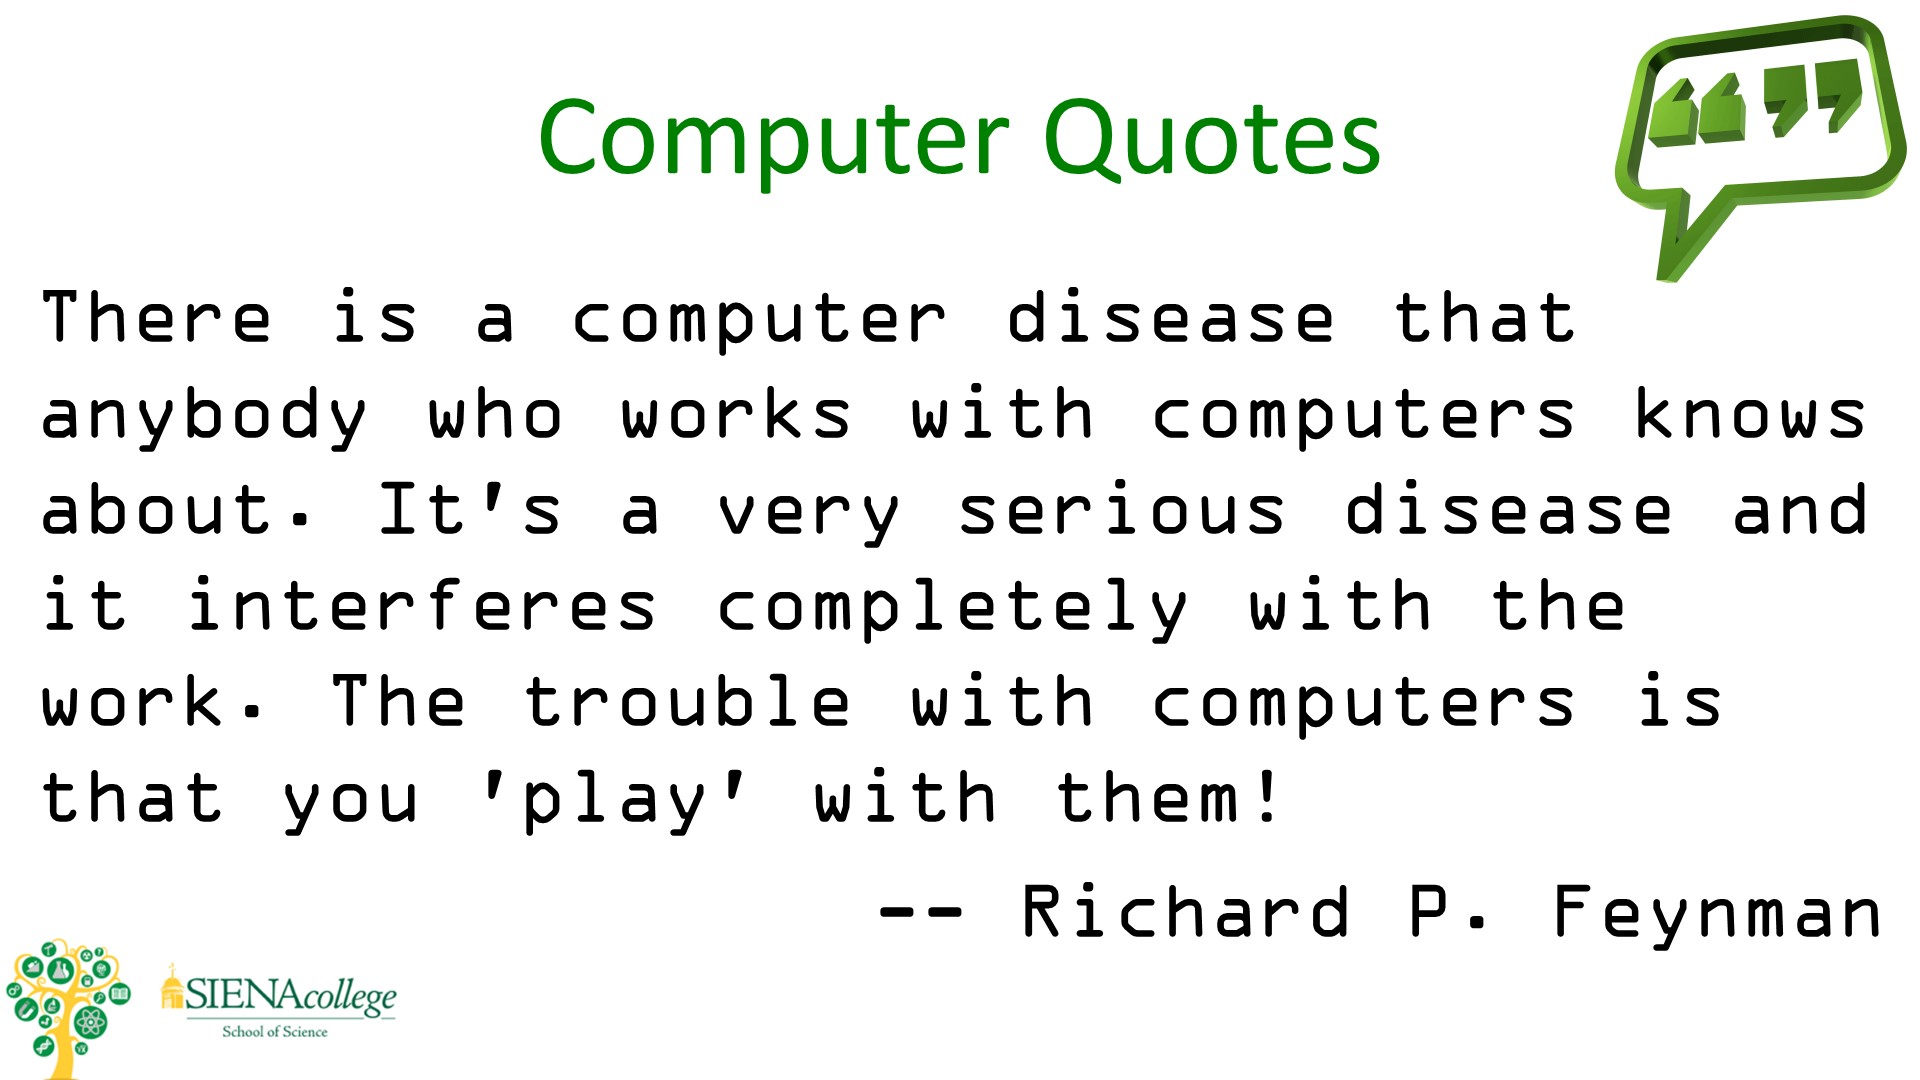 Computer Quotes
There is a computer disease that
anybody who works with computers knows
about. It's a very serious disease and
it interferes completely with the
work. The trouble with computers is
that you 'play' with them!
-- Richard P. Feynman
SIENAcollege
School of Science